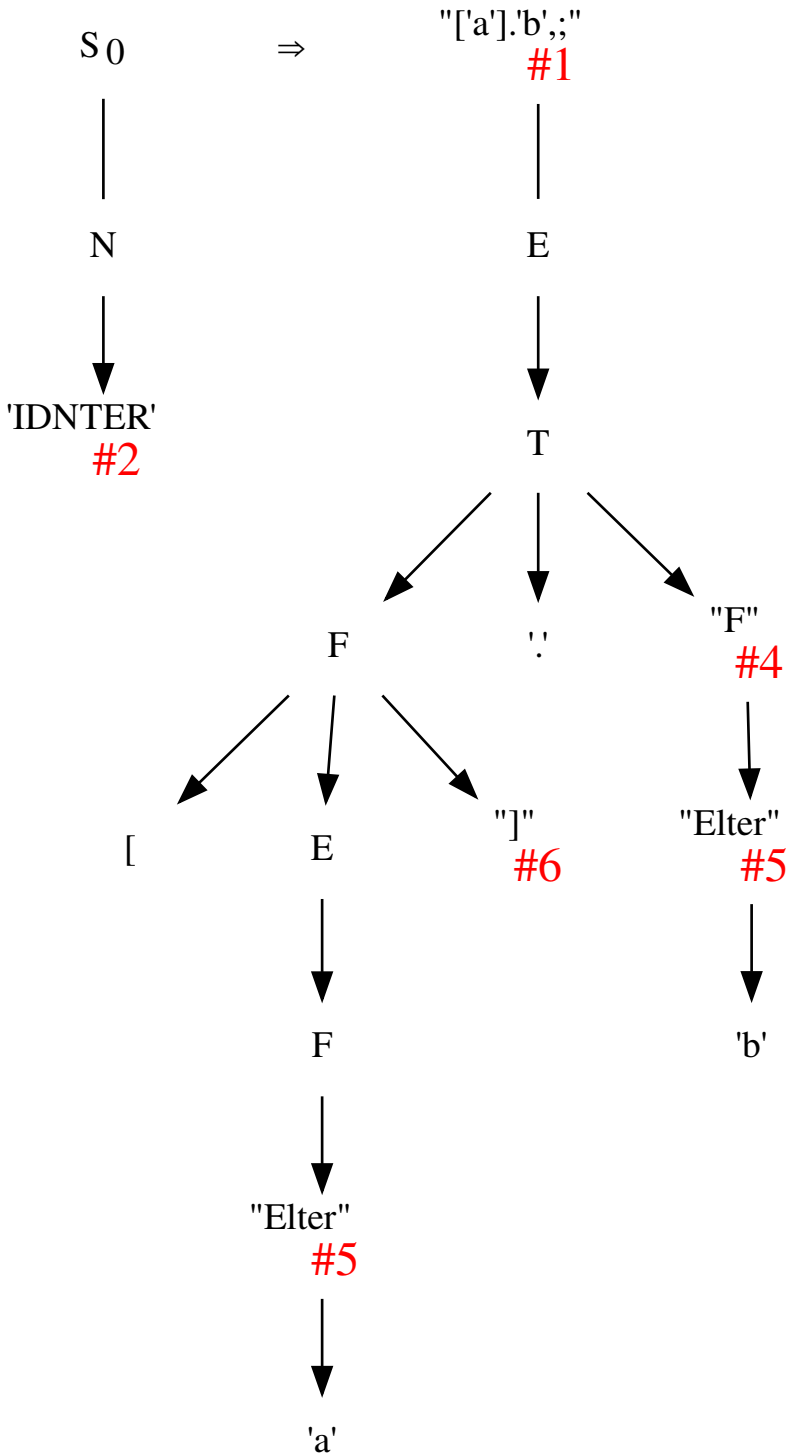 S0 ⇒ "['a'].'b',;"
#1
N E
'IDNTER'
#2
T
F '.' "F"
#4
[ E "]" "Elter"
#6 #5
F 'b'
"Elter"
#5
'a'